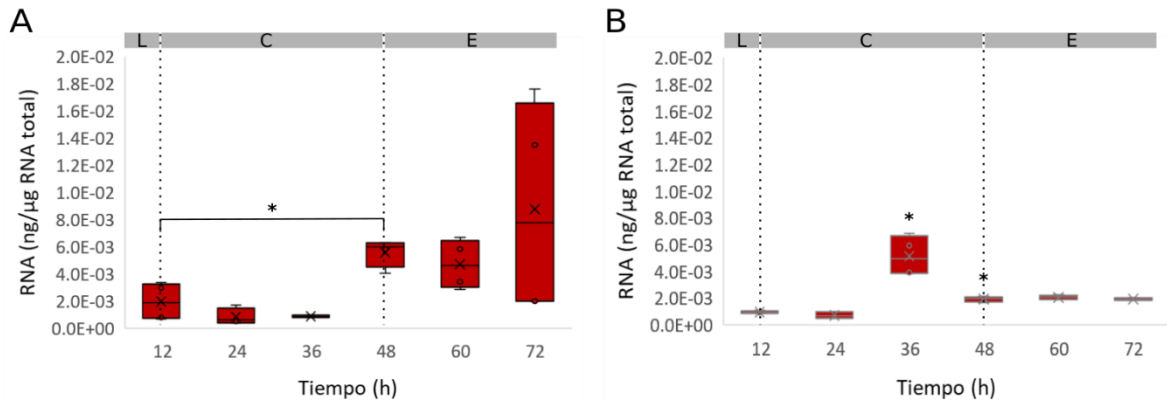 A
L C E
2.0E-02
1.8E-02
1.6E-02
1.4E-02
1.2E-02
1.0E-02
8.0E-03
6.0E-03
4.0E-03
2.0E-03
0.0E+00
RNA (ng/µg RNA total)
*
12 24 36 48 60 72
Tiempo (h)
B
L C E
2.0E-02
1.8E-02
1.6E-02
1.4E-02
1.2E-02
1.0E-02
8.0E-03
6.0E-03
4.0E-03
2.0E-03
0.0E+00
RNA (ng/µg RNA total)
*
*
12 24 36 48 60 72
Tiempo (h)